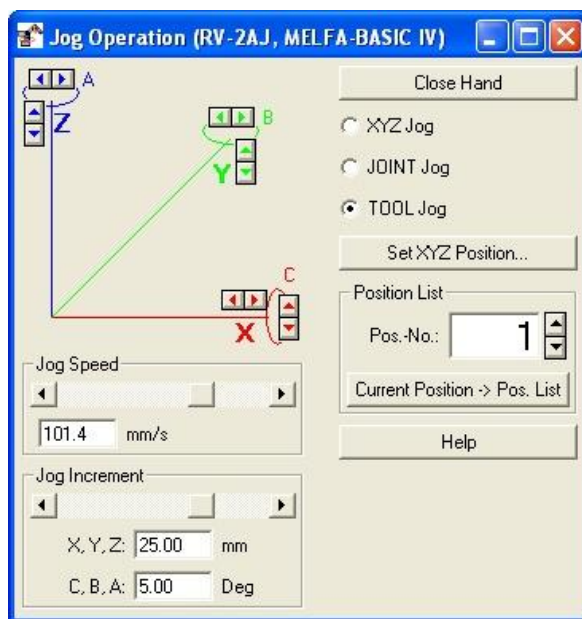 Jog Operation (RV-2AJ, MELFA-BASIC IV)
A
Z
B
Y
C
X
Close Hand
XYZ Jog
JOINT Jog
TOOL Jog
Set XYZ Position...
Position List
Pos.-No.: 1
Current Position -> Pos. List
Help
Jog Speed
101.4 mm/s
Jog Increment
X, Y, Z: 25.00 mm
C, B, A: 5.00 Deg